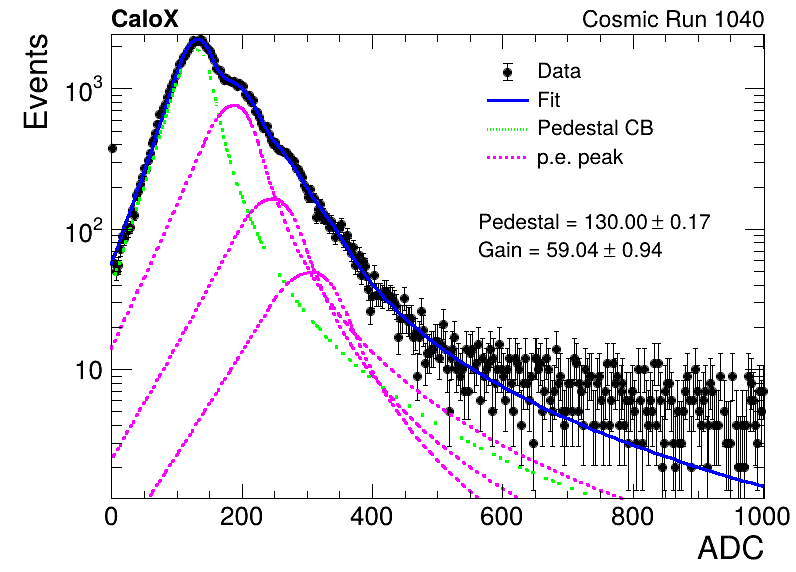 CaloX Cosmic Run 1040
Events
Data
Fit
Pedestal CB
p.e. peak
Pedestal = 130.00 ± 0.17
Gain = 59.04 ± 0.94
10³
10²
10
0 200 400 600 800 1000
ADC